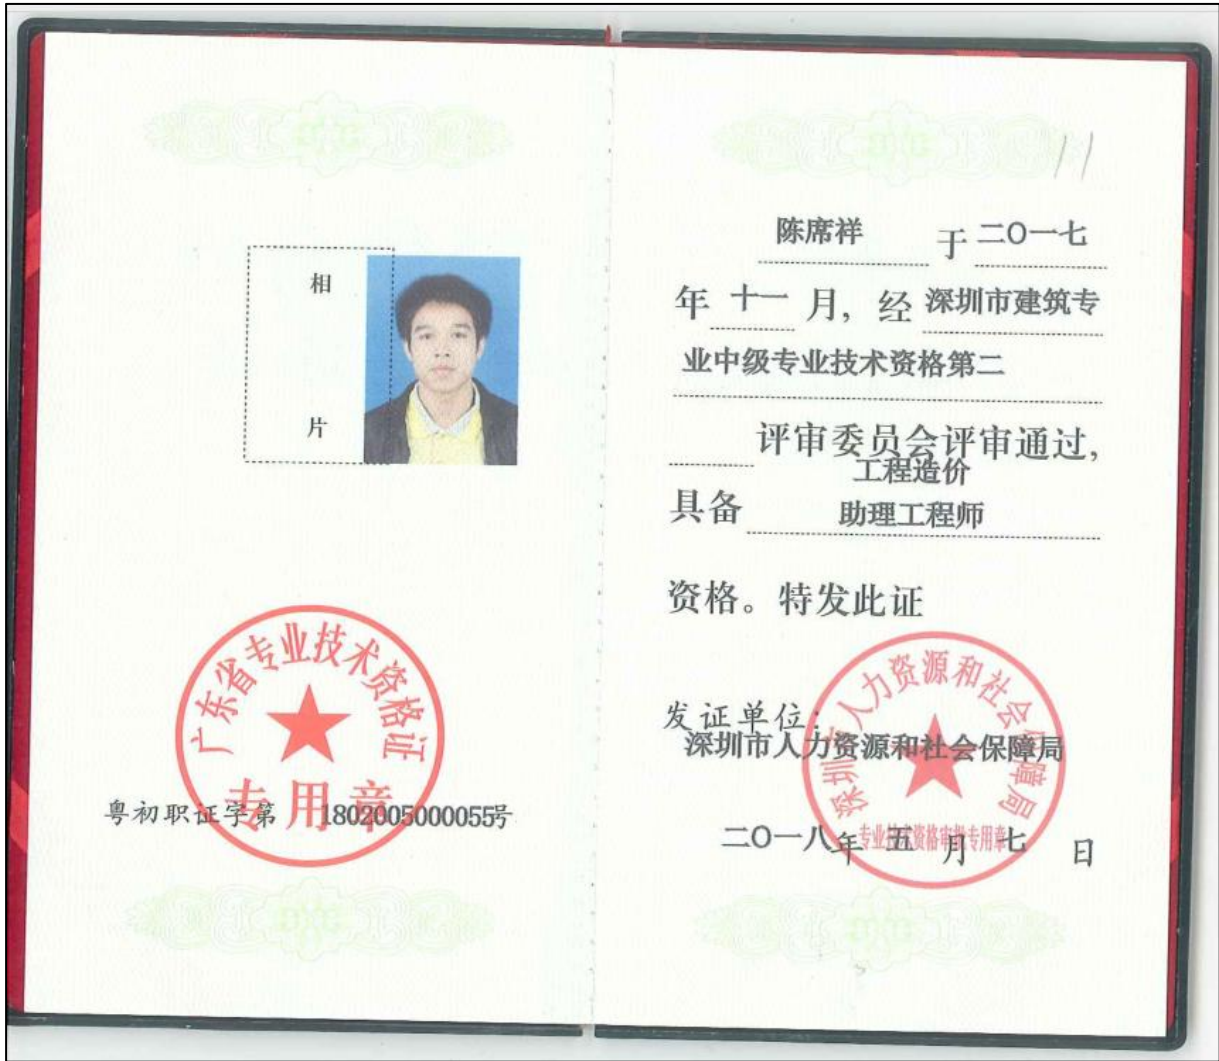 相
片
广东省专业技术资格证
专用章
粤初职证字第 1802005000055号
11
陈席祥 于 二〇一七
年 十一 月, 经 深圳市建筑专
业中级专业技术资格第二
评审委员会评审通过,
工程造价
具备 助理工程师
资格。特发此证
发证单位:
深圳市人力资源和社会保障局
深圳市人力资源和社会保障局
专业技术资格审批专用章
二〇一八年 五 月 七 日